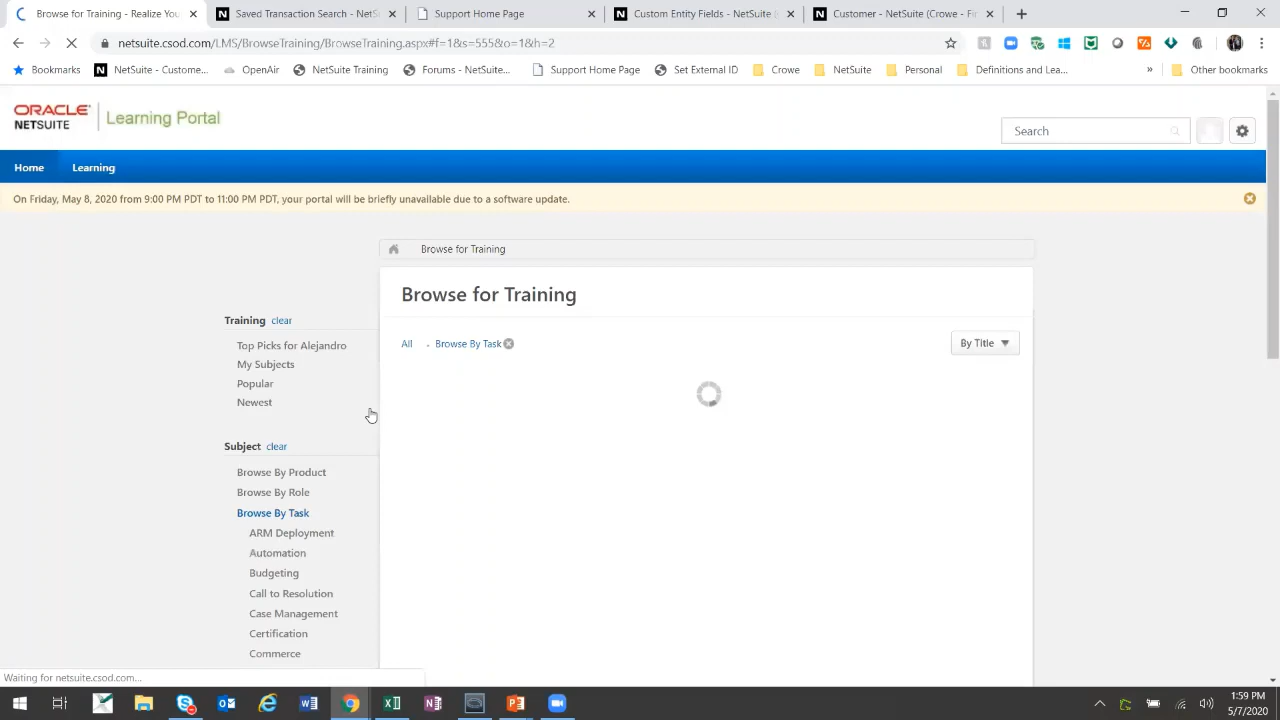 Browse for Training - Realize You
Saved Transaction Search - NetS
Support Home Page
Custom Entity Fields - NetSuite (
Customer - NetSuite (Crowe - Fi
netsuite.csod.com/LMS/BrowseTraining/BrowseTraining.aspx#f=1&s=555&o=1&h=2
Bookmarks
NetSuite - Custome...
OpenAir
NetSuite Training
Forums - NetSuite...
Support Home Page
Set External ID
Crowe
NetSuite
Personal
Definitions and Lea...
»
Other bookmarks
ORACLE
NETSUITE
Learning Portal
Search
Home
Learning
On Friday, May 8, 2020 from 9:00 PM PDT to 11:00 PM PDT, your portal will be briefly unavailable due to a software update.
Browse for Training
Browse for Training
Training clear
Top Picks for Alejandro
My Subjects
Popular
Newest
All
Browse By Task
By Title
Subject clear
Browse By Product
Browse By Role
Browse By Task
ARM Deployment
Automation
Budgeting
Call to Resolution
Case Management
Certification
Commerce
Waiting for netsuite.csod.com...
1:59 PM
5/7/2020